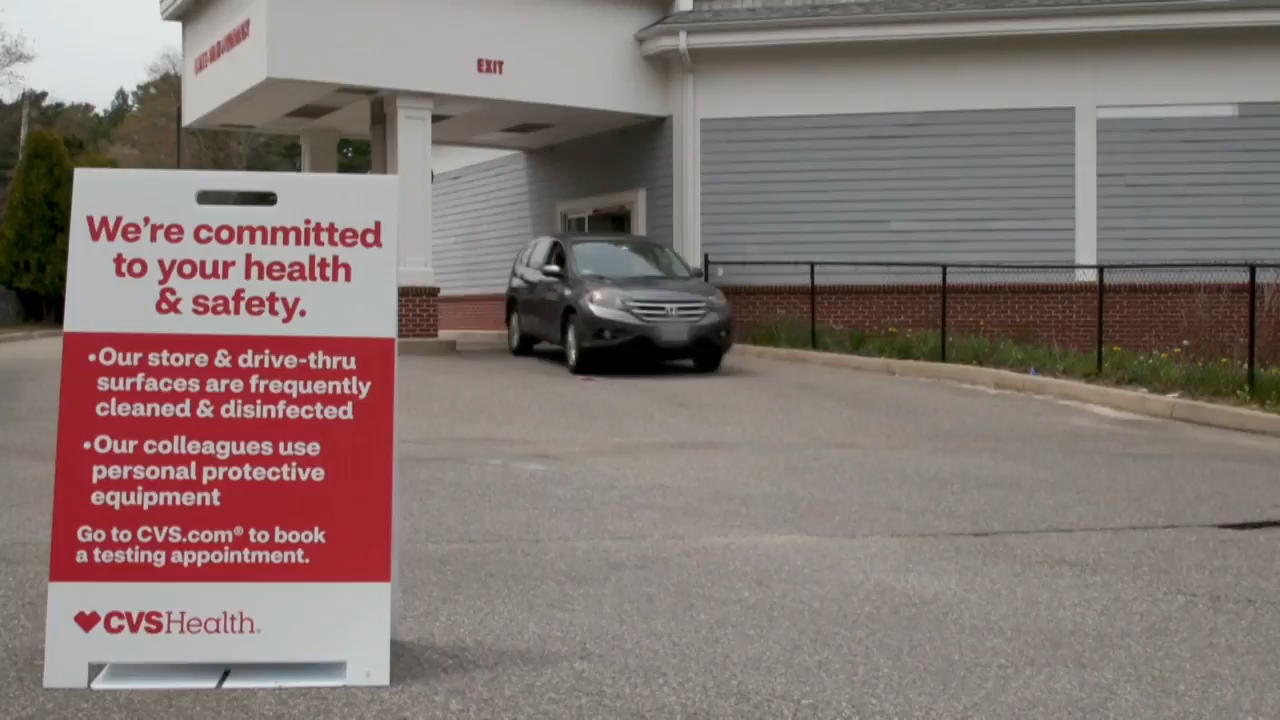 EXIT
We're committed
to your health
& safety.
•Our store & drive-thru
surfaces are frequently
cleaned & disinfected
•Our colleagues use
personal protective
equipment
Go to CVS.com® to book
a testing appointment.
CVSHealth.